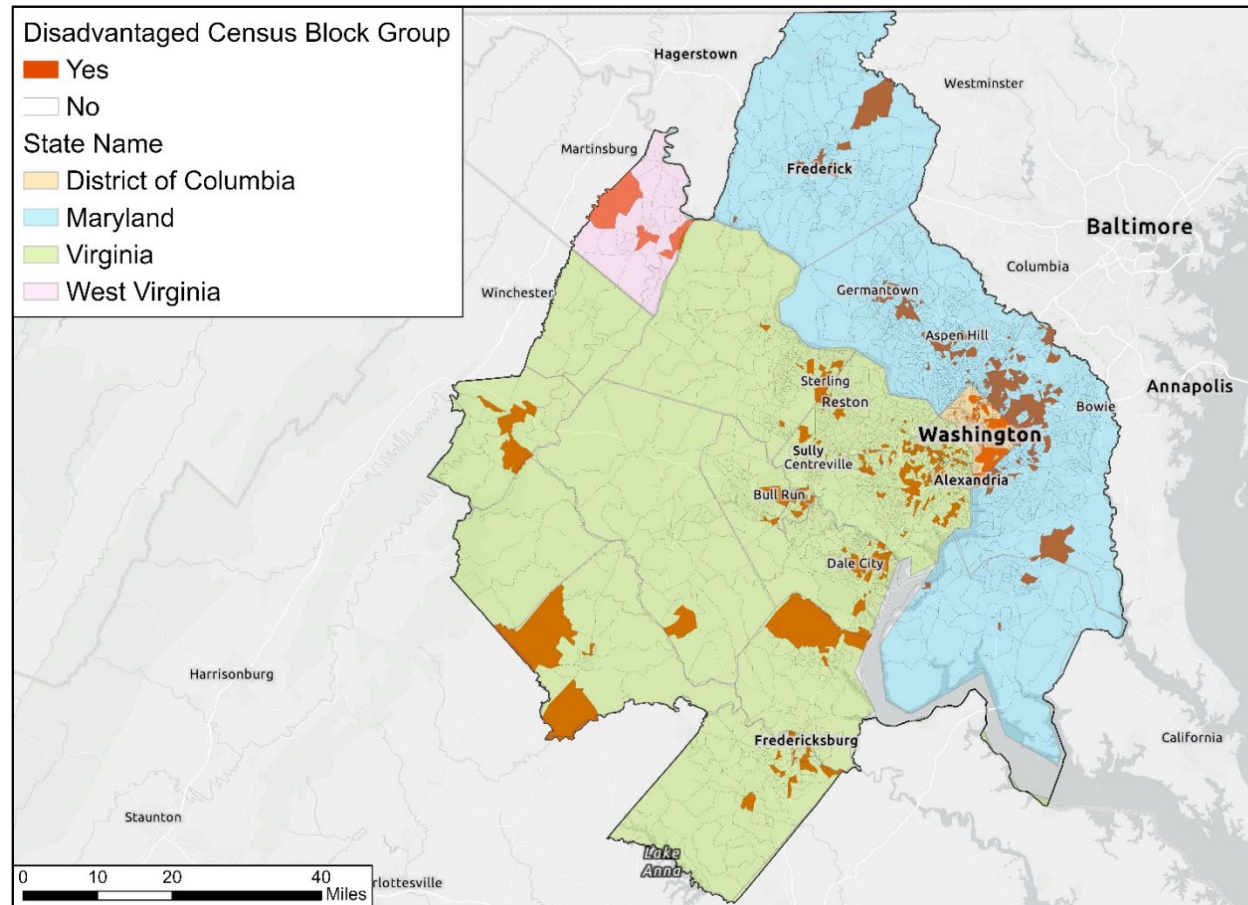 Disadvantaged Census Block Group
Yes
No
State Name
District of Columbia
Maryland
Virginia
West Virginia
Hagerstown
Westminster
Martinsburg
Frederick
Baltimore
Columbia
Winchester
Germantown
Aspen Hill
Sterling
Reston
Annapolis
Bowie
Washington
Sully
Centreville
Alexandria
Bull Run
Dale City
Harrisonburg
Fredericksburg
California
Staunton
Lake
Anna
rlottesville
0 10 20 40
Miles